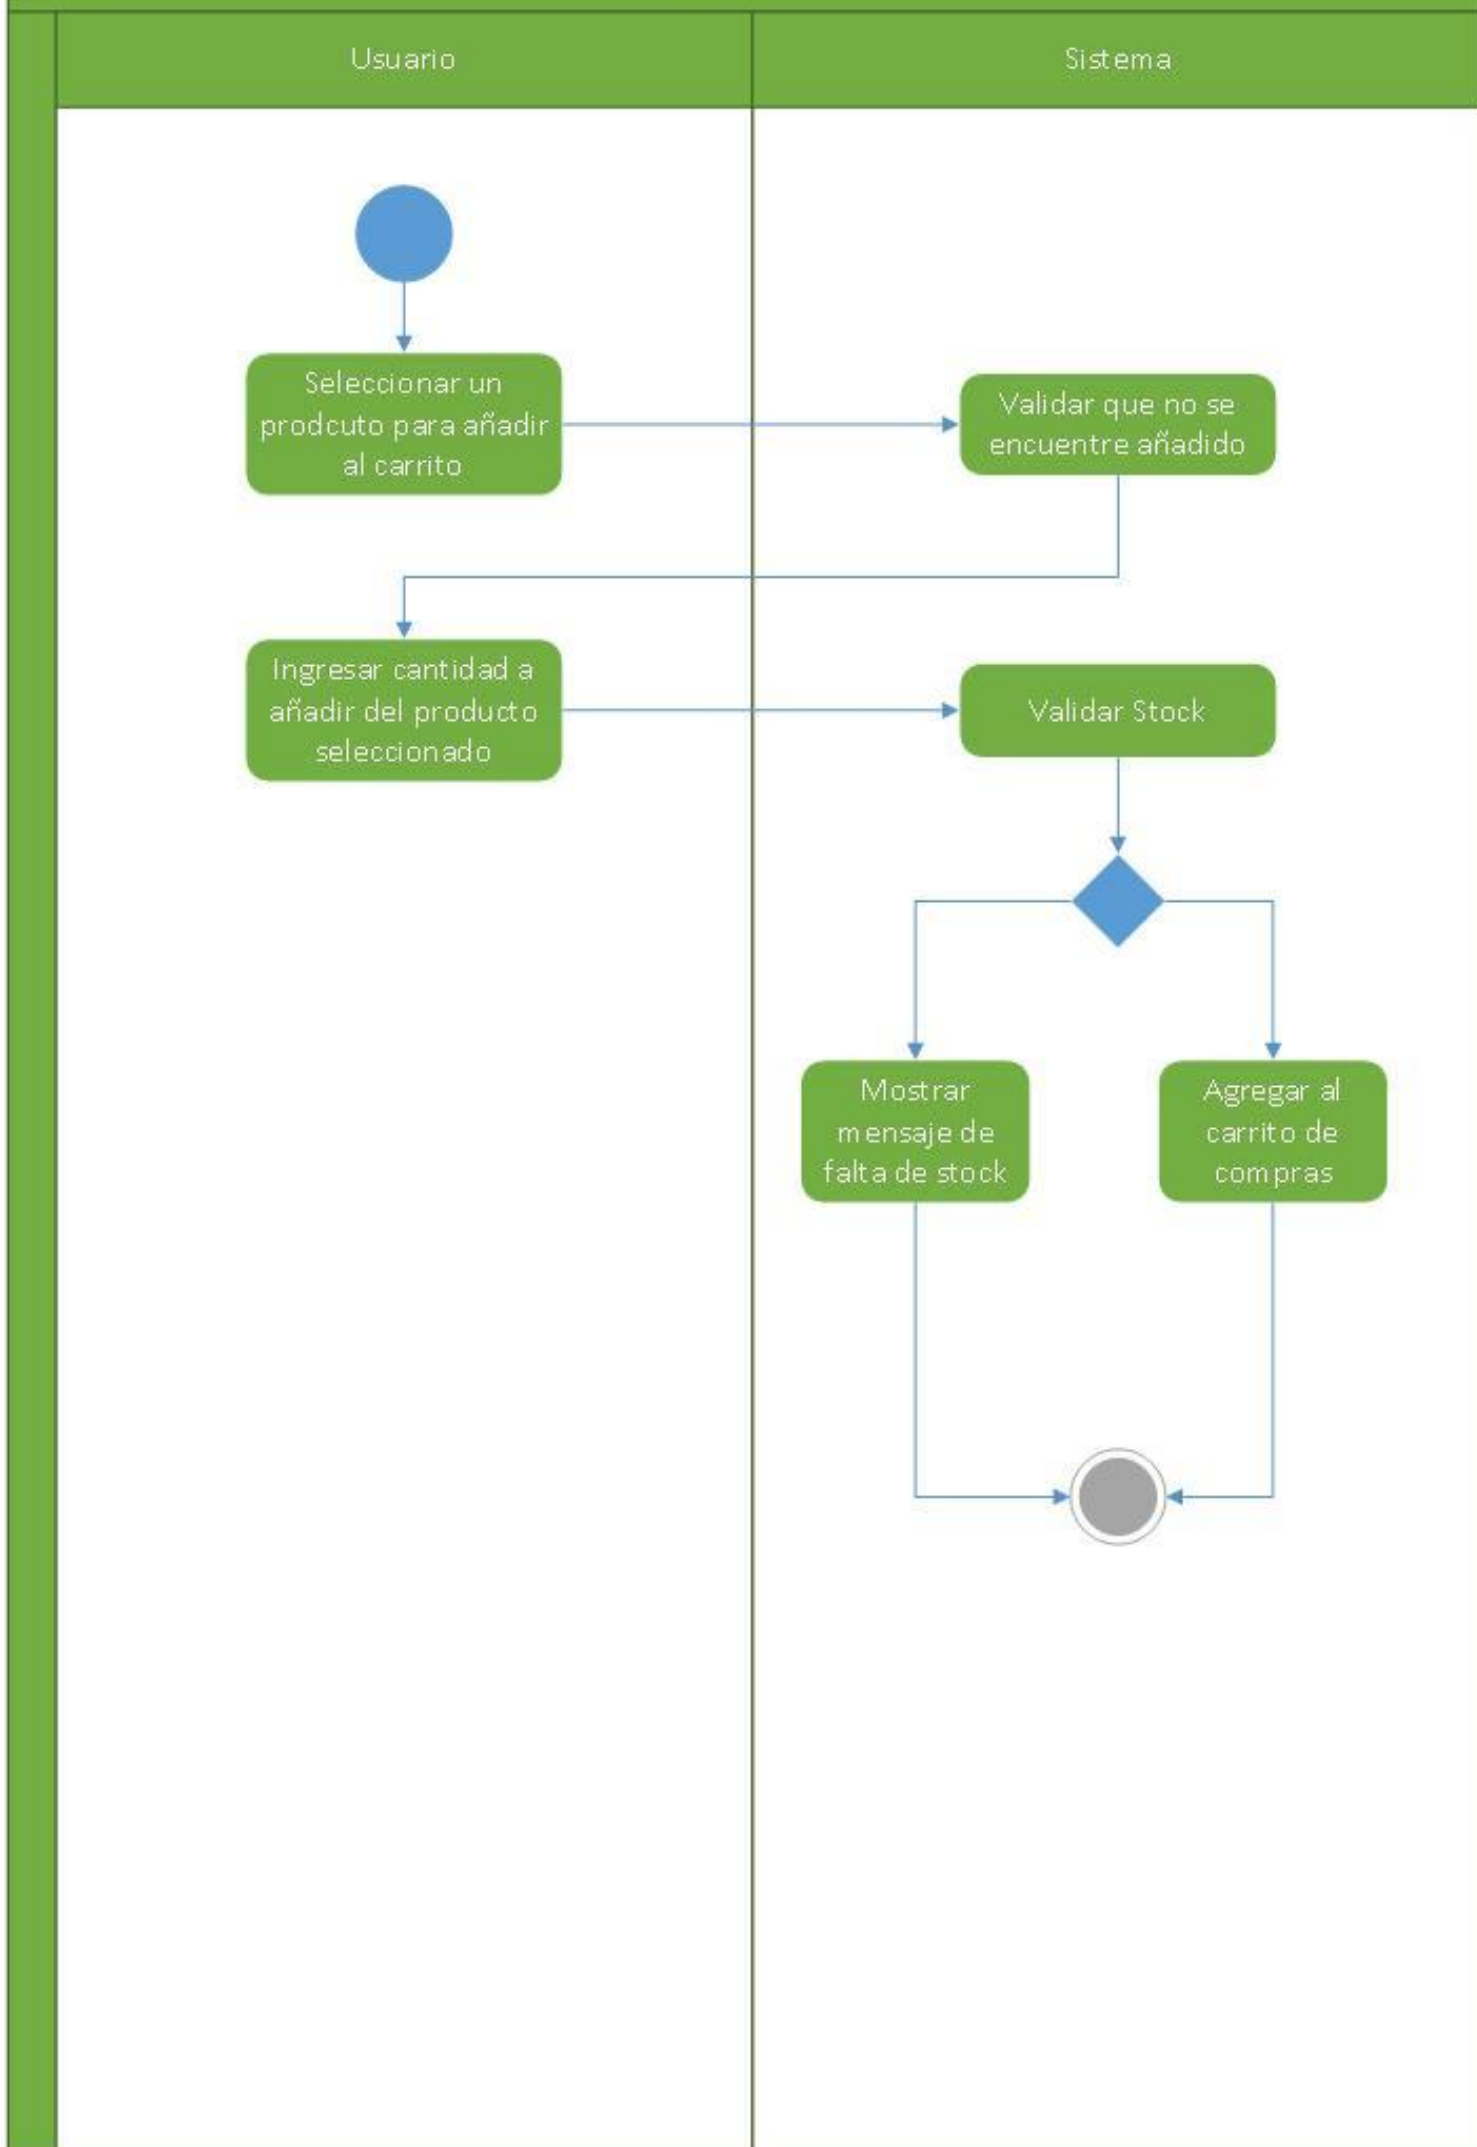 Usuario
Sistema
Seleccionar un
prodcuto para añadir
al carrito
Validar que no se
encuentre añadido
Ingresar cantidad a
añadir del producto
seleccionado
Validar Stock
Mostrar
mensaje de
falta de stock
Agregar al
carrito de
compras